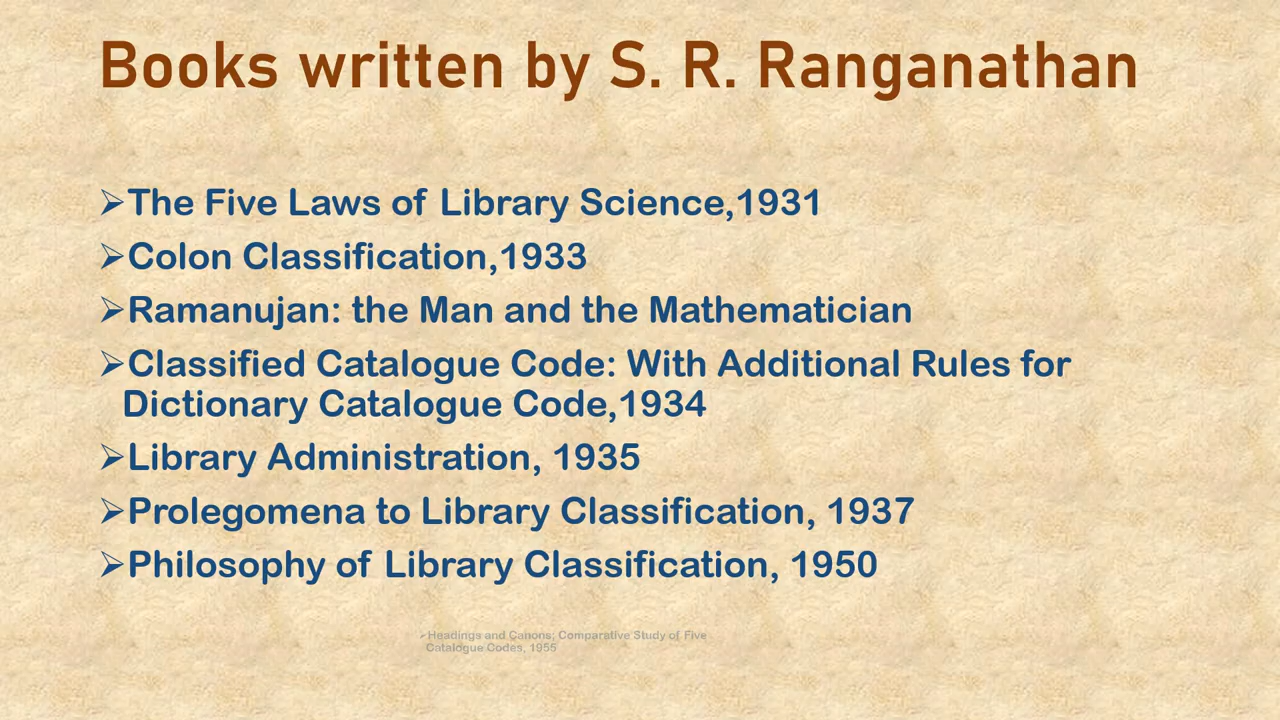 Books written by S. R. Ranganathan
➢The Five Laws of Library Science,1931
➢Colon Classification,1933
➢Ramanujan: the Man and the Mathematician
➢Classified Catalogue Code: With Additional Rules for
Dictionary Catalogue Code,1934
➢Library Administration, 1935
➢Prolegomena to Library Classification, 1937
➢Philosophy of Library Classification, 1950
➢Headings and Canons; Comparative Study of Five
Catalogue Codes, 1955